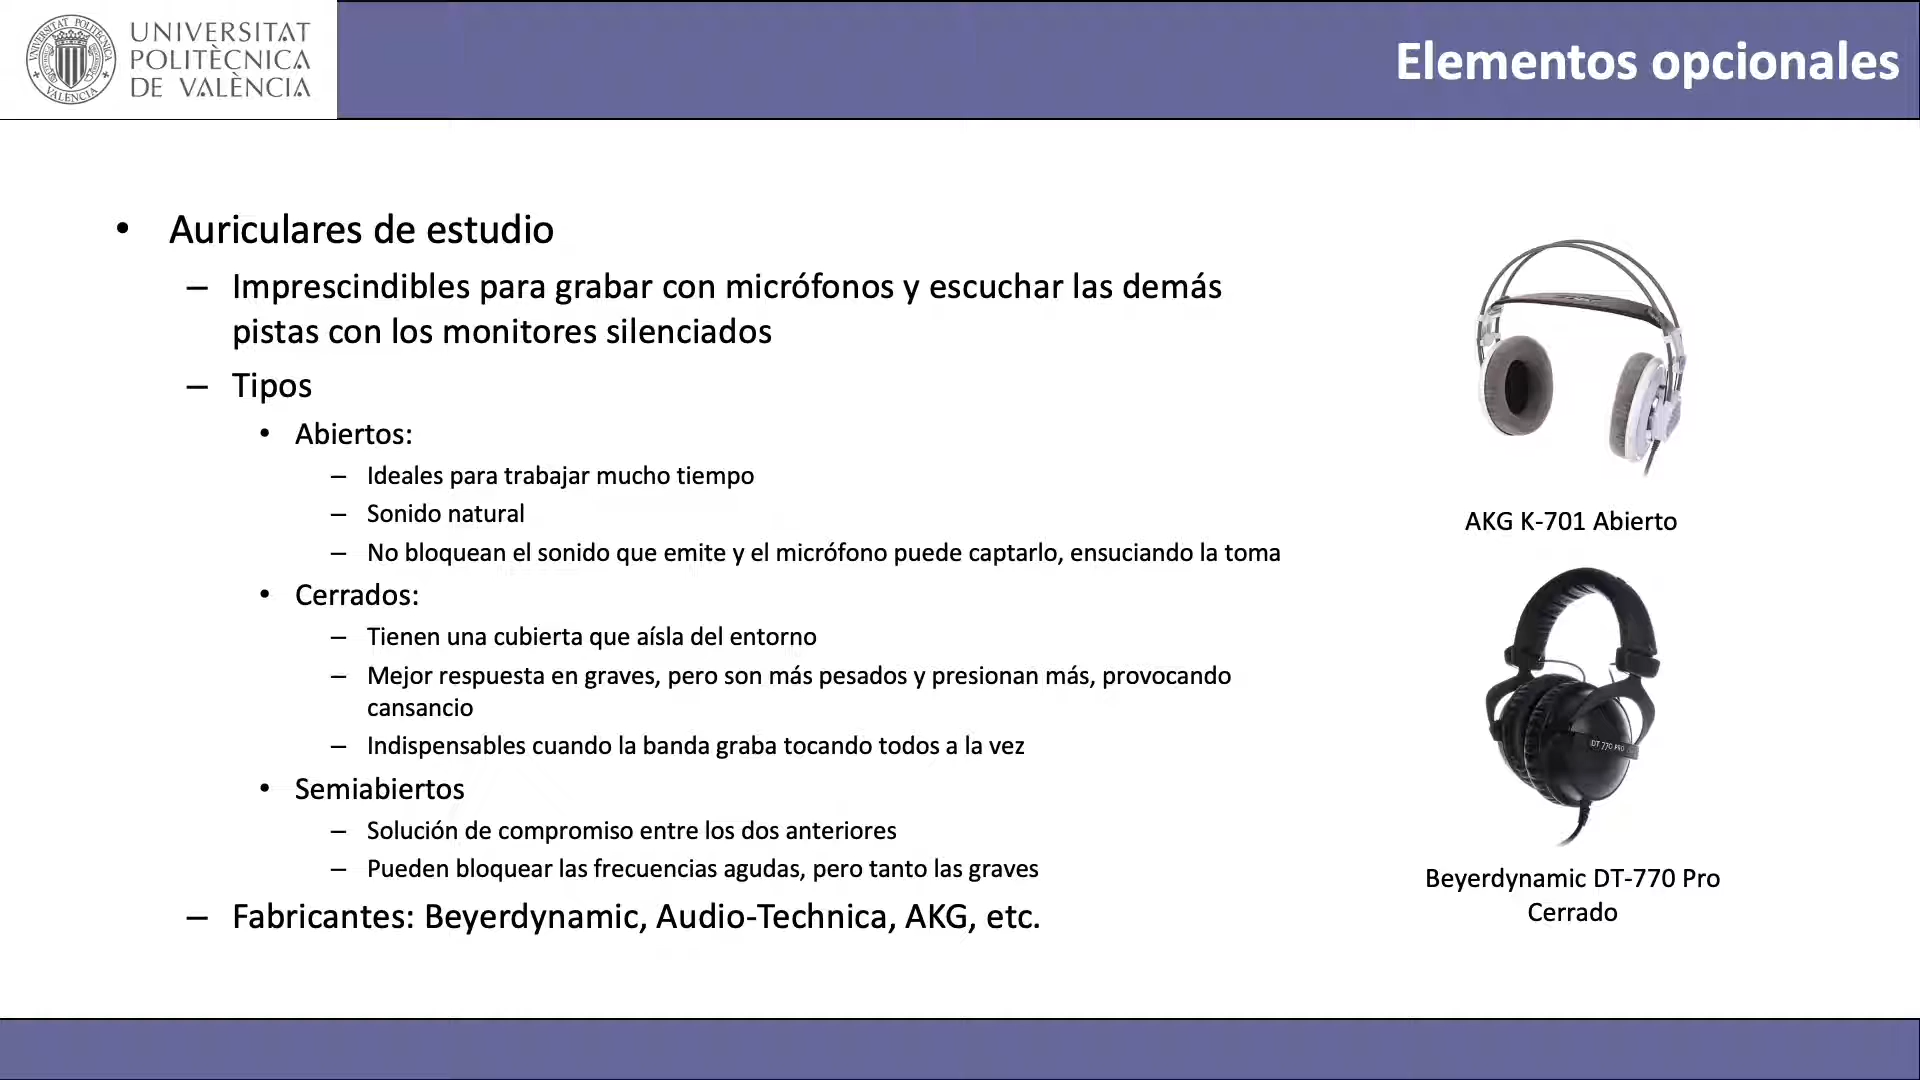 UNIVERSITAT
POLITÈCNICA
DE VALÈNCIA
Elementos opcionales
• Auriculares de estudio
– Imprescindibles para grabar con micrófonos y escuchar las demás
pistas con los monitores silenciados
– Tipos
• Abiertos:
– Ideales para trabajar mucho tiempo
– Sonido natural
– No bloquean el sonido que emite y el micrófono puede captarlo, ensuciando la toma
• Cerrados:
– Tienen una cubierta que aísla del entorno
– Mejor respuesta en graves, pero son más pesados y presionan más, provocando
cansancio
– Indispensables cuando la banda graba tocando todos a la vez
• Semiabiertos
– Solución de compromiso entre los dos anteriores
– Pueden bloquear las frecuencias agudas, pero tanto las graves
– Fabricantes: Beyerdynamic, Audio-Technica, AKG, etc.
AKG K-701 Abierto
DT 770 PRO
Beyerdynamic DT-770 Pro
Cerrado